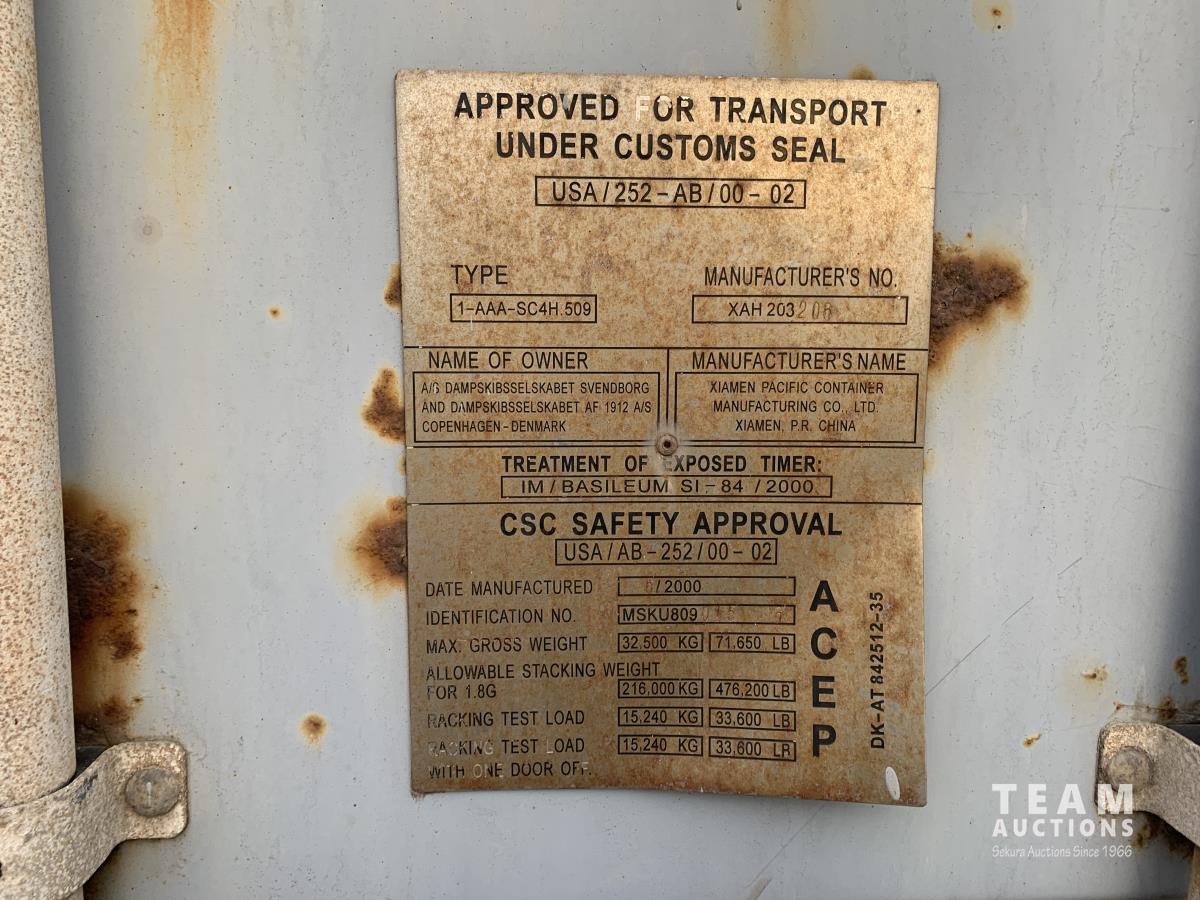 APPROVED FOR TRANSPORT
UNDER CUSTOMS SEAL
USA/252-AB/00-02
TYPE
1-AAA-SC4H.509
MANUFACTURER'S NO.
XAH 203
NAME OF OWNER
A/S DAMPSKIBSSELSKABET SVENDBORG
AND DAMPSKIBSSELSKABET AF 1912 A/S
COPENHAGEN-DENMARK
MANUFACTURER'S NAME
XIAMEN PACIFIC CONTAINER
MANUFACTURING CO., LTD.
XIAMEN, P.R. CHINA
TREATMENT OF EXPOSED TIMER:
IM/BASILEUM SI-84/2000
CSC SAFETY APPROVAL
USA/AB-252/00-02
DATE MANUFACTURED /2000
IDENTIFICATION NO. MSKU809
MAX. GROSS WEIGHT 32.500 KG 71.650 LB
ALLOWABLE STACKING WEIGHT
FOR 1.8G 216,000 KG 476,200 LB
RACKING TEST LOAD 15,240 KG 33,600 LB
RACKING TEST LOAD 15,240 KG 33,600 LB
WITH ONE DOOR OFF.
ACEP
DK-AT 842512-35
TEAM
AUCTIONS
Sekura Auctions Since 1966